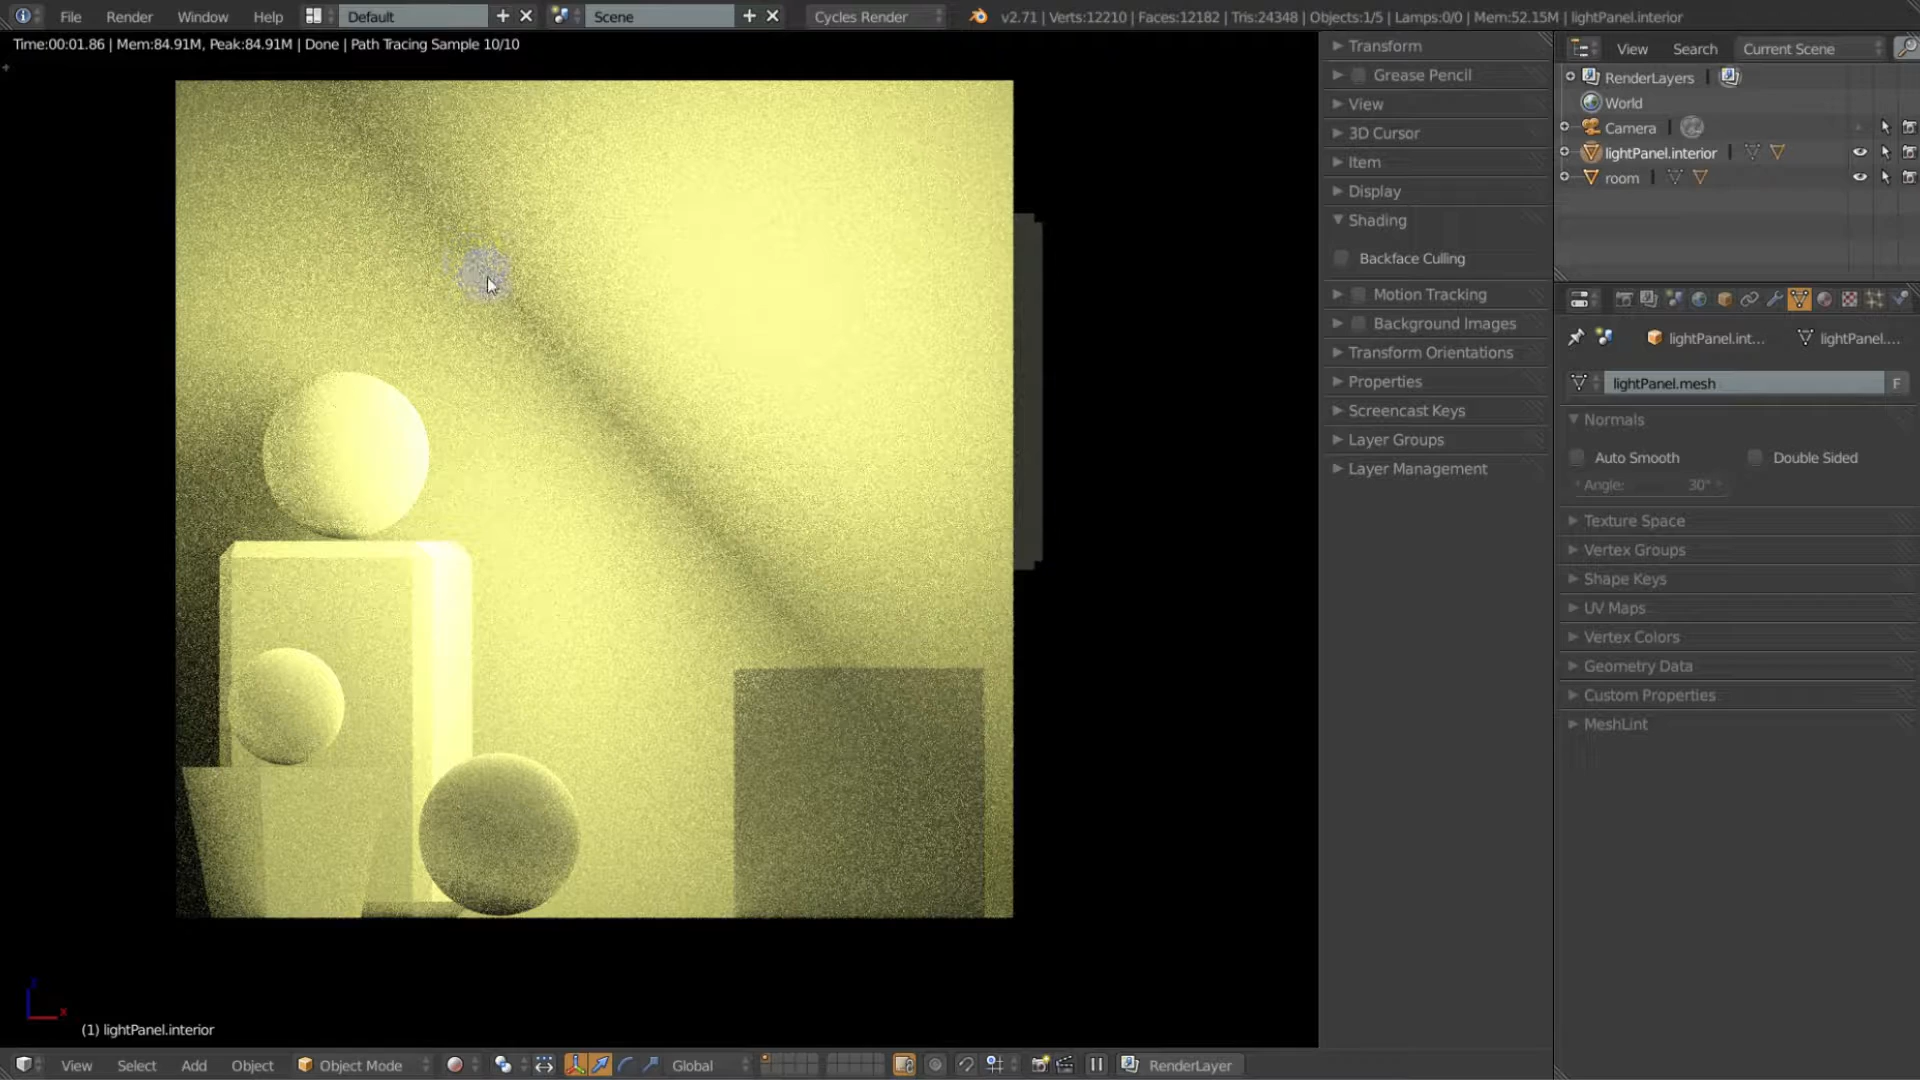 File Render Window Help Default Scene Cycles Render v2.71 | Verts:12210 | Faces:12182 | Tris:24348 | Objects:1/5 | Lamps:0/0 | Mem:52.15M | lightPanel.interior
Time:00:01.86 | Mem:84.91M, Peak:84.91M | Done | Path Tracing Sample 10/10
Transform
Grease Pencil
View
3D Cursor
Item
Display
Shading
Backface Culling
Motion Tracking
Background Images
Transform Orientations
Properties
Screencast Keys
Layer Groups
Layer Management
View Search Current Scene
RenderLayers |
World
Camera |
lightPanel.interior |
room |
lightPanel.int... lightPanel....
lightPanel.mesh F
Normals
Auto Smooth Double Sided
Angle: 30°
Texture Space
Vertex Groups
Shape Keys
UV Maps
Vertex Colors
Geometry Data
Custom Properties
MeshLint
x
(1) lightPanel.interior
View Select Add Object Object Mode Global RenderLayer